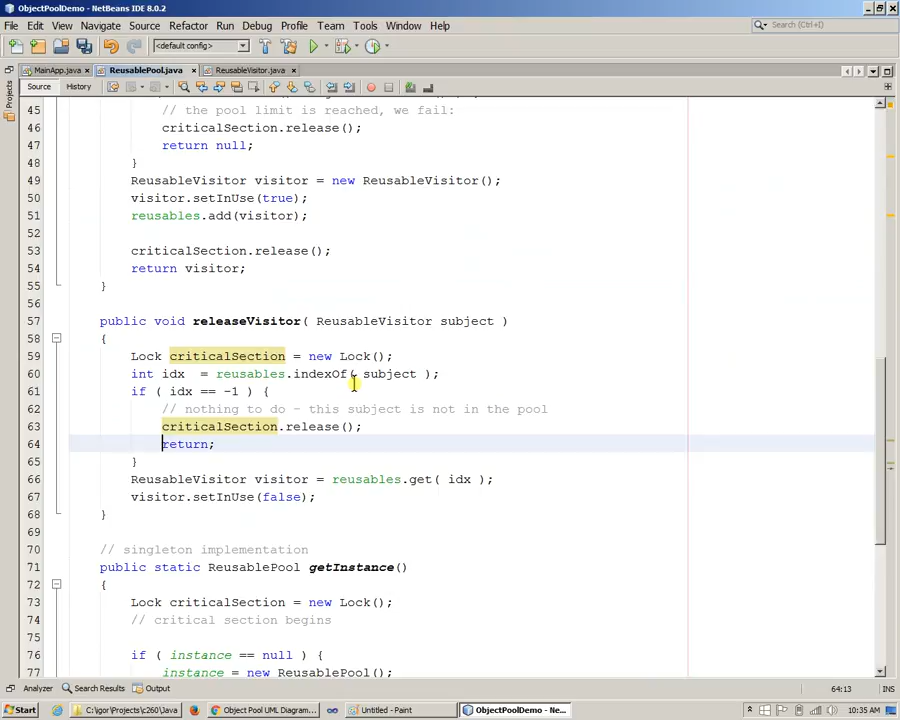 ObjectPoolDemo - NetBeans IDE 8.0.2
File Edit View Navigate Source Refactor Run Debug Profile Team Tools Window Help
Search (Ctrl+I)
<default config>
MainApp.java ReusablePool.java ReusableVisitor.java
Source History
Projects
45 // the pool limit is reached, we fail:
46 criticalSection.release();
47 return null;
48 }
49 ReusableVisitor visitor = new ReusableVisitor();
50 visitor.setInUse(true);
51 reusables.add(visitor);
52
53 criticalSection.release();
54 return visitor;
55 }
56
57 public void releaseVisitor( ReusableVisitor subject )
58 {
59 Lock criticalSection = new Lock();
60 int idx = reusables.indexOf( subject );
61 if ( idx == -1 ) {
62 // nothing to do - this subject is not in the pool
63 criticalSection.release();
64 return;
65 }
66 ReusableVisitor visitor = reusables.get( idx );
67 visitor.setInUse(false);
68 }
69
70 // singleton implementation
71 public static ReusablePool getInstance()
72 {
73 Lock criticalSection = new Lock();
74 // critical section begins
75
76 if ( instance == null ) {
77 instance = new ReusablePool();
Analyzer Search Results Output
64:13 INS
Start C:\igor\Projects\c260\Java Object Pool UML Diagram... Untitled - Paint ObjectPoolDemo - Ne... 10:35 AM